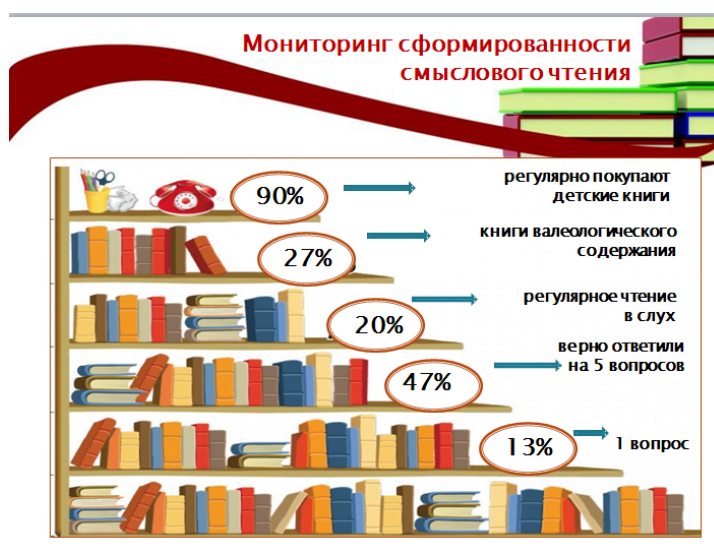 Мониторинг сформированности
смыслового чтения
90%
регулярно покупают
детские книги
27%
книги валеологического
содержания
20%
регулярное чтение
в слух
47%
верно ответили
на 5 вопросов
13%
1 вопрос